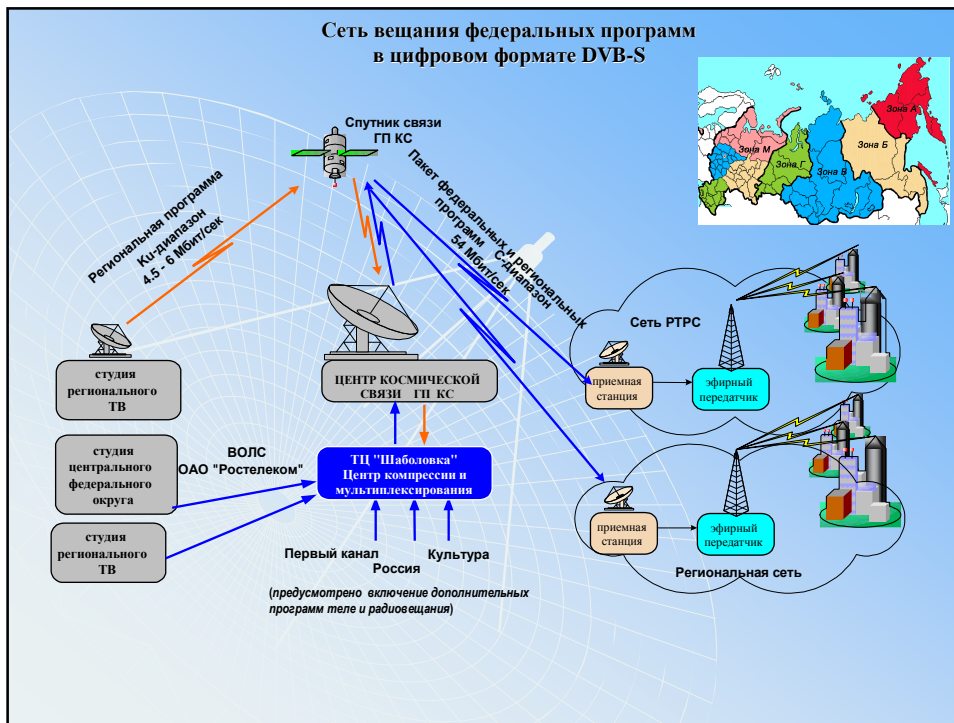 Сеть вещания федеральных программ
в цифровом формате DVB-S
Зона А
Зона М
Зона Г
Зона В
Зона Б
Спутник связи
ГП КС
Региональная программа
Ku-диапазон
4.5 - 6 Мбит/сек
Пакет федеральных и региональных
программ С-диапазон
54 Мбит/сек
студия
регионального
ТВ
ЦЕНТР КОСМИЧЕСКОЙ
СВЯЗИ ГП КС
Сеть РТРС
приемная
станция
эфирный
передатчик
студия
центрального
федерального
округа
ВОЛС
ОАО "Ростелеком"
ТЦ "Шаболовка"
Центр компрессии и
мультиплексирования
студия
регионального
ТВ
Первый канал
Россия
Культура
(предусмотрено включение дополнительных
программ теле и радиовещания)
приемная
станция
эфирный
передатчик
Региональная сеть